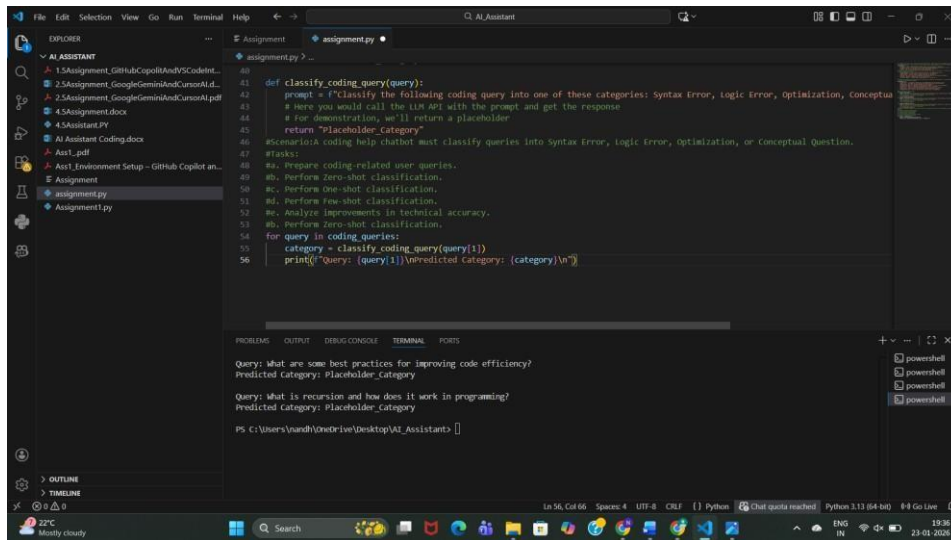 File Edit Selection View Go Run Terminal Help
AI_Assistant
EXPLORER
AI_ASSISTANT
1.5Assignment_GitHubCopolitAndVSCodeInt...
2.5Assignment_GoogleGeminiAndCursorAI.d...
2.5Assignment_GoogleGeminiAndCursorAI.pdf
4.5Assignment.docx
4.5Assistant.PY
AI Assistant Coding.docx
Ass1_.pdf
Ass1_Environment Setup – GitHub Copilot an...
Assignment
assignment.py
Assignment1.py
OUTLINE
TIMELINE
Assignment assignment.py
assignment.py > ...
40
41 def classify_coding_query(query):
42 prompt = f"Classify the following coding query into one of these categories: Syntax Error, Logic Error, Optimization, Conceptua
43 # Here you would call the LLM API with the prompt and get the response
44 # For demonstration, we'll return a placeholder
45 return "Placeholder_Category"
46 #Scenario:A coding help chatbot must classify queries into Syntax Error, Logic Error, Optimization, or Conceptual Question.
47 #Tasks:
48 #a. Prepare coding-related user queries.
49 #b. Perform Zero-shot classification.
50 #c. Perform One-shot classification.
51 #d. Perform Few-shot classification.
52 #e. Analyze improvements in technical accuracy.
53 #b. Perform Zero-shot classification.
54 for query in coding_queries:
55 category = classify_coding_query(query[1])
56 print(f"Query: {query[1]}\nPredicted Category: {category}\n")
PROBLEMS OUTPUT DEBUG CONSOLE TERMINAL PORTS
Query: What are some best practices for improving code efficiency?
Predicted Category: Placeholder_Category
Query: What is recursion and how does it work in programming?
Predicted Category: Placeholder_Category
PS C:\Users\nandh\OneDrive\Desktop\AI_Assistant>
powershell
powershell
powershell
powershell
0 0 Ln 56, Col 66 Spaces: 4 UTF-8 CRLF {} Python Chat quota reached Python 3.13 (64-bit) Go Live
22°C
Mostly cloudy
Search
ENG
IN
19:36
23-01-2026